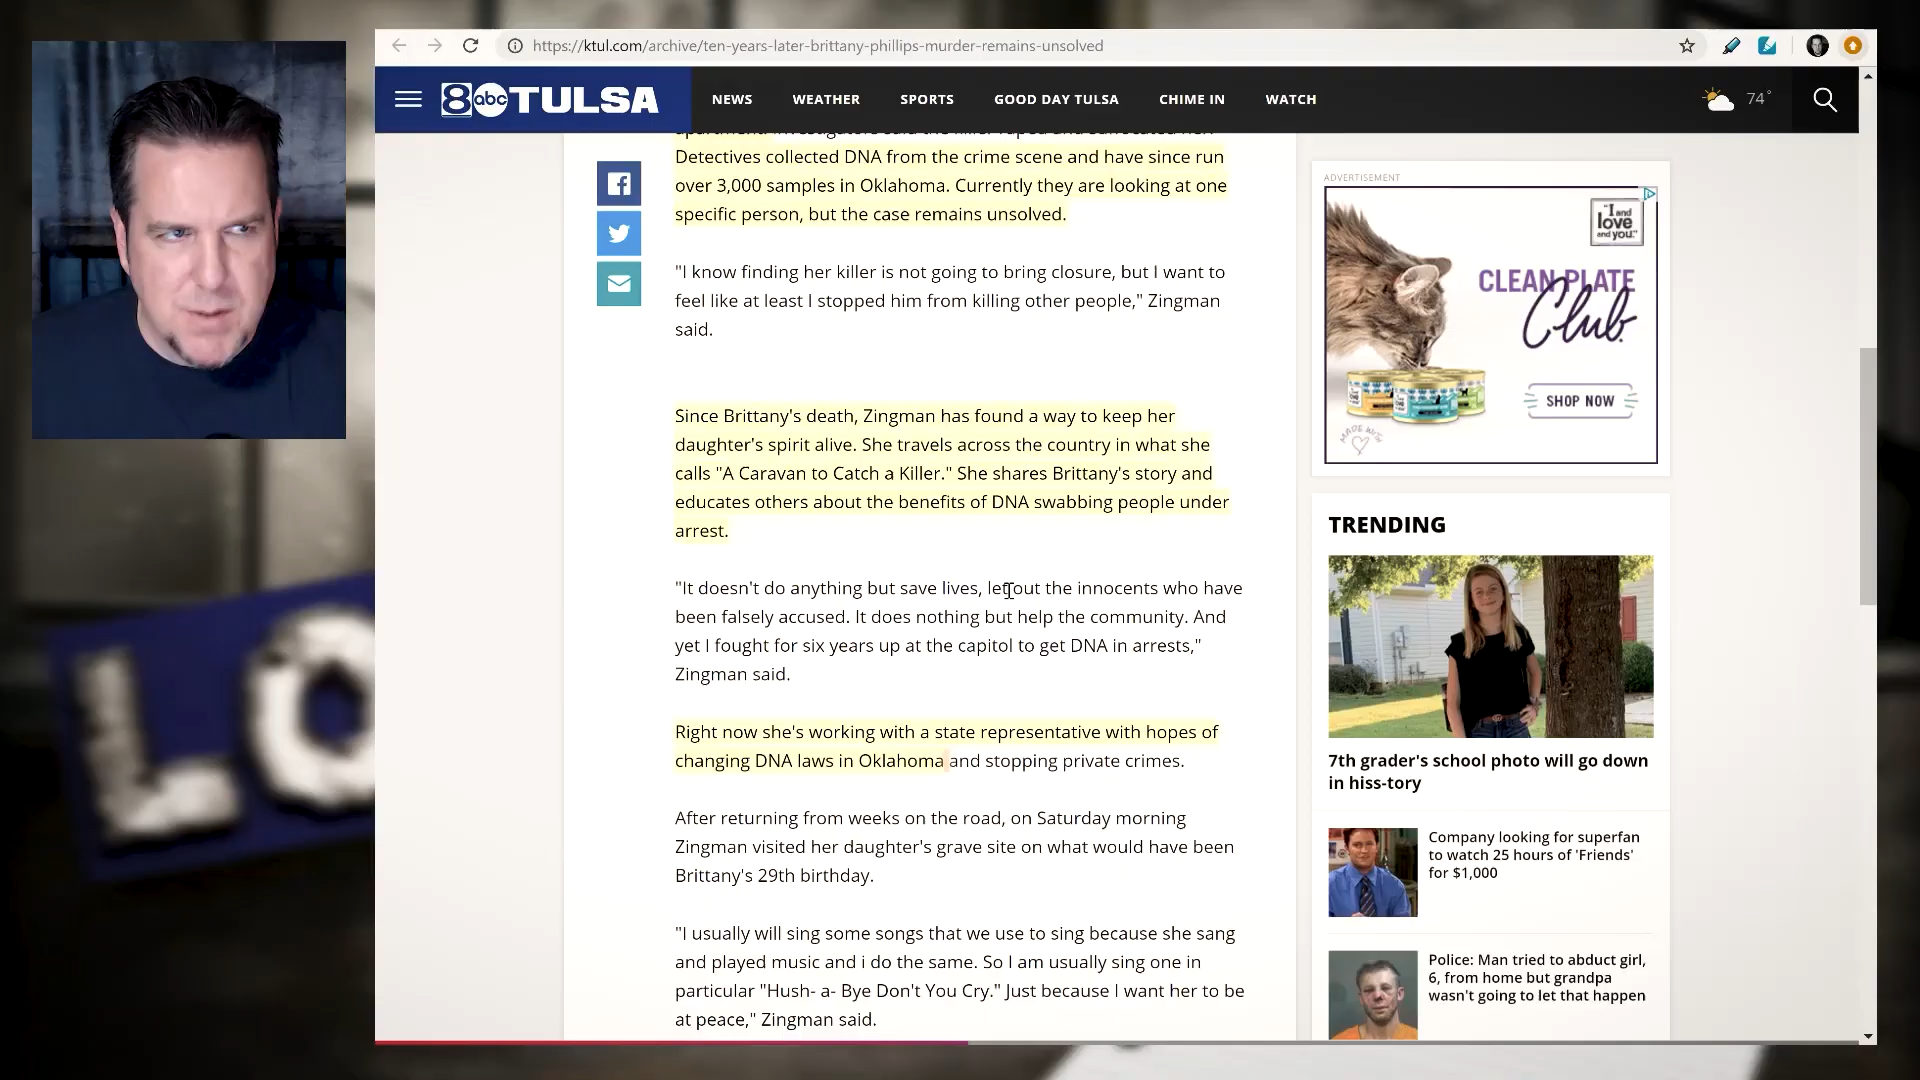 https://ktul.com/archive/ten-years-later-brittany-phillips-murder-remains-unsolved
8 abc TULSA
NEWS
WEATHER
SPORTS
GOOD DAY TULSA
CHIME IN
WATCH
74°
Detectives collected DNA from the crime scene and have since run
over 3,000 samples in Oklahoma. Currently they are looking at one
specific person, but the case remains unsolved.
"I know finding her killer is not going to bring closure, but I want to
feel like at least I stopped him from killing other people," Zingman
said.
Since Brittany's death, Zingman has found a way to keep her
daughter's spirit alive. She travels across the country in what she
calls "A Caravan to Catch a Killer." She shares Brittany's story and
educates others about the benefits of DNA swabbing people under
arrest.
"It doesn't do anything but save lives, let out the innocents who have
been falsely accused. It does nothing but help the community. And
yet I fought for six years up at the capitol to get DNA in arrests,"
Zingman said.
Right now she's working with a state representative with hopes of
changing DNA laws in Oklahoma and stopping private crimes.
After returning from weeks on the road, on Saturday morning
Zingman visited her daughter's grave site on what would have been
Brittany's 29th birthday.
"I usually will sing some songs that we use to sing because she sang
and played music and i do the same. So I am usually sing one in
particular "Hush- a- Bye Don't You Cry." Just because I want her to be
at peace," Zingman said.
ADVERTISEMENT
"I and
love
and you."
CLEAN PLATE
Club.
SHOP NOW
MADE WITH
TRENDING
7th grader's school photo will go down
in hiss-tory
Company looking for superfan
to watch 25 hours of 'Friends'
for $1,000
Police: Man tried to abduct girl,
6, from home but grandpa
wasn't going to let that happen
LO